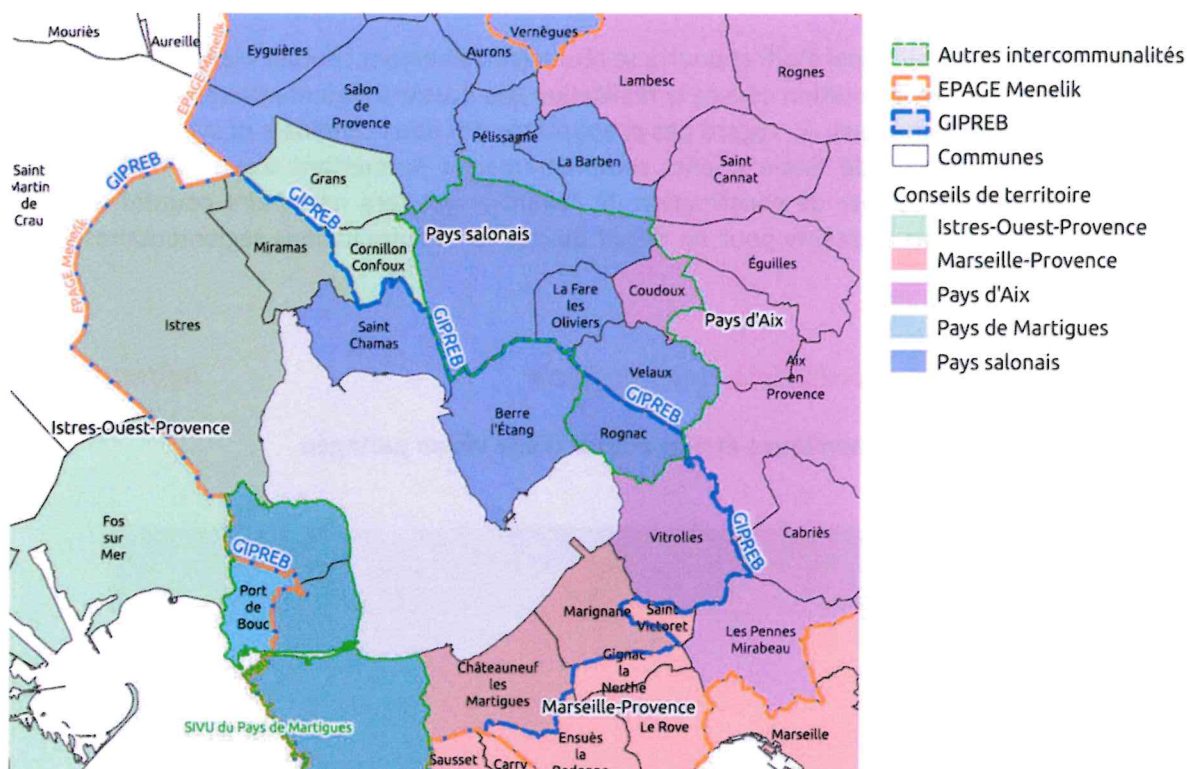 Mouriès
Aureille
Eyguières
Aurons
Vernègues
Lambesc
Rognes
EPAGE Menelik
Salon
de
Provence
Pélissanne
La Barben
Saint
Cannat
GIPREB
Saint
Martin
de
Crau
Grans
GIPREB
EPAGE Menelik
Miramas
Cornillon
Confoux
Pays salonais
Éguilles
Istres
Saint
Chamas
GIPREB
La Fare
les
Oliviers
Coudoux
Pays d'Aix
Velaux
Aix
en
Provence
GIPREB
Berre
l'Étang
Rognac
Istres-Ouest-Provence
Fos
sur
Mer
GIPREB
Vitrolles
GIPREB
Cabriès
Port
de
Bouc
Marignane
Saint
Victoret
Les Pennes
Mirabeau
Châteauneuf
les
Martigues
Gignac
la
Nerthe
Marseille-Provence
SIVU du Pays de Martigues
Le Rove
Marseille
Ensuès
la
Sausset
Carry
Autres intercommunalités
EPAGE Menelik
GIPREB
Communes
Conseils de territoire
Istres-Ouest-Provence
Marseille-Provence
Pays d'Aix
Pays de Martigues
Pays salonais